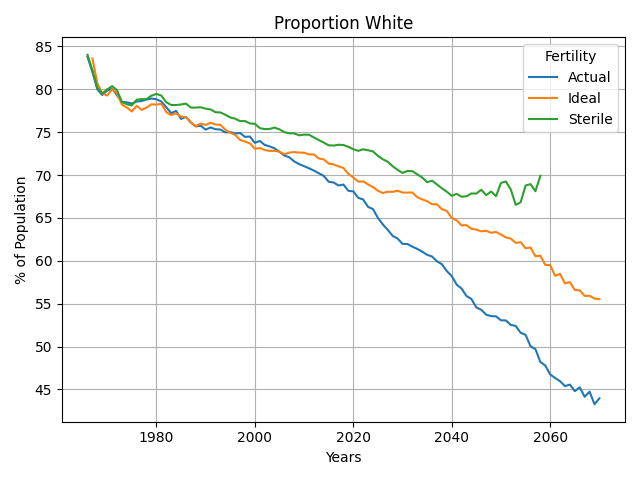 Proportion White
Fertility
Actual
Ideal
Sterile
% of Population
85
80
75
70
65
60
55
50
45
1980
2000
2020
2040
2060
Years